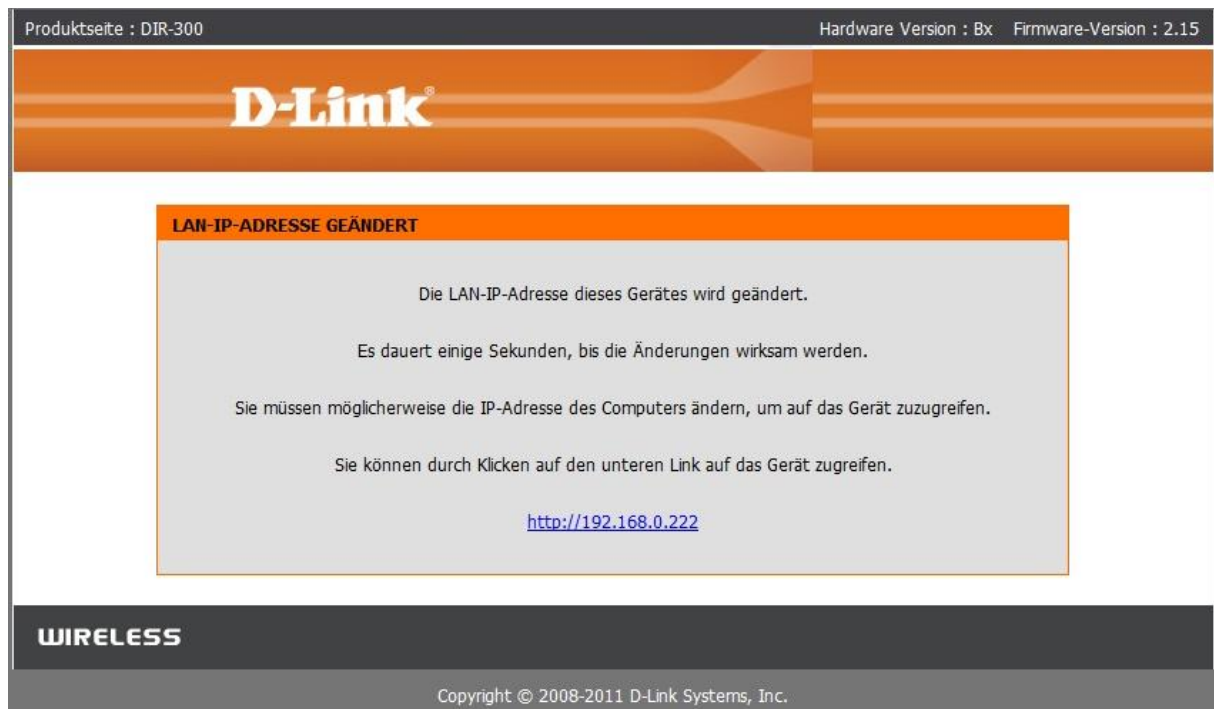 Produktseite : DIR-300 Hardware Version : Bx Firmware-Version : 2.15
D-Link®
LAN-IP-ADRESSE GEÄNDERT
Die LAN-IP-Adresse dieses Gerätes wird geändert.
Es dauert einige Sekunden, bis die Änderungen wirksam werden.
Sie müssen möglicherweise die IP-Adresse des Computers ändern, um auf das Gerät zuzugreifen.
Sie können durch Klicken auf den unteren Link auf das Gerät zugreifen.
http://192.168.0.222
WIRELESS
Copyright © 2008-2011 D-Link Systems, Inc.